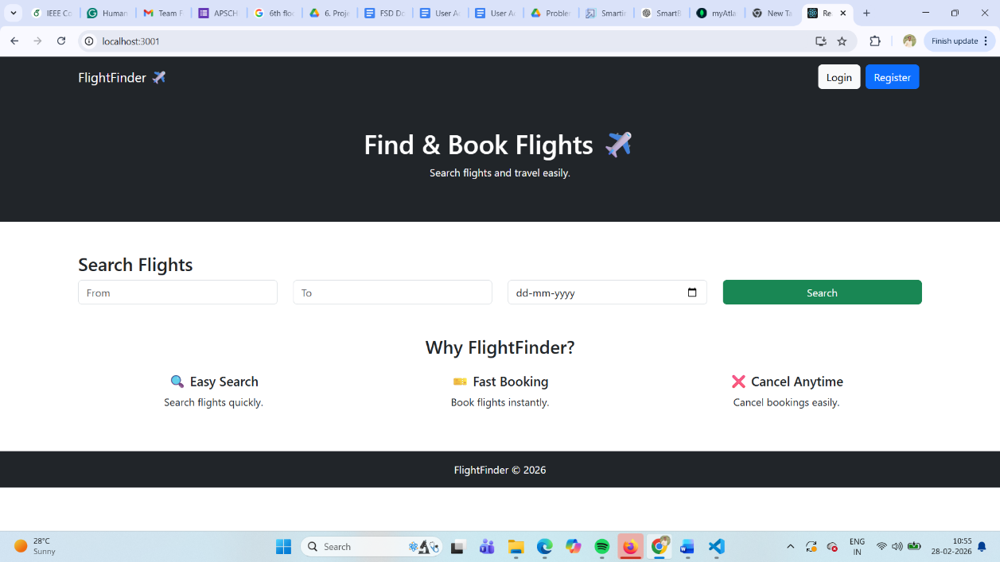 IEEE Co
Human
Team F
APSCH
6th floo
6. Proje
FSD Do
User Ac
User Ac
Probler
Smartin
SmartB
myAtla
New Ta
Re
localhost:3001
Finish update
FlightFinder ✈️
Login
Register
Find & Book Flights ✈️
Search flights and travel easily.
Search Flights
From
To
dd-mm-yyyy
Search
Why FlightFinder?
🔍 Easy Search
🎫 Fast Booking
❌ Cancel Anytime
Search flights quickly.
Book flights instantly.
Cancel bookings easily.
FlightFinder © 2026
28°C
Sunny
Search
ENG
IN
10:55
28-02-2026